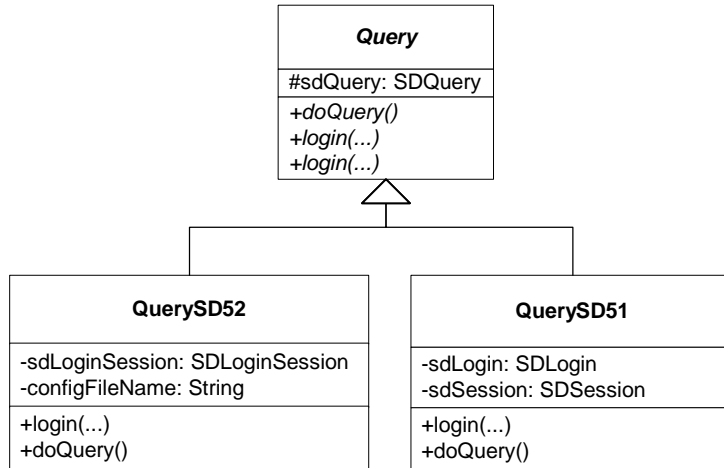 Query
#sdQuery: SDQuery
+doQuery()
+login(...)
+login(...)
QuerySD52
-sdLoginSession: SDLoginSession
-configFileName: String
+login(...)
+doQuery()
QuerySD51
-sdLogin: SDLogin
-sdSession: SDSession
+login(...)
+doQuery()